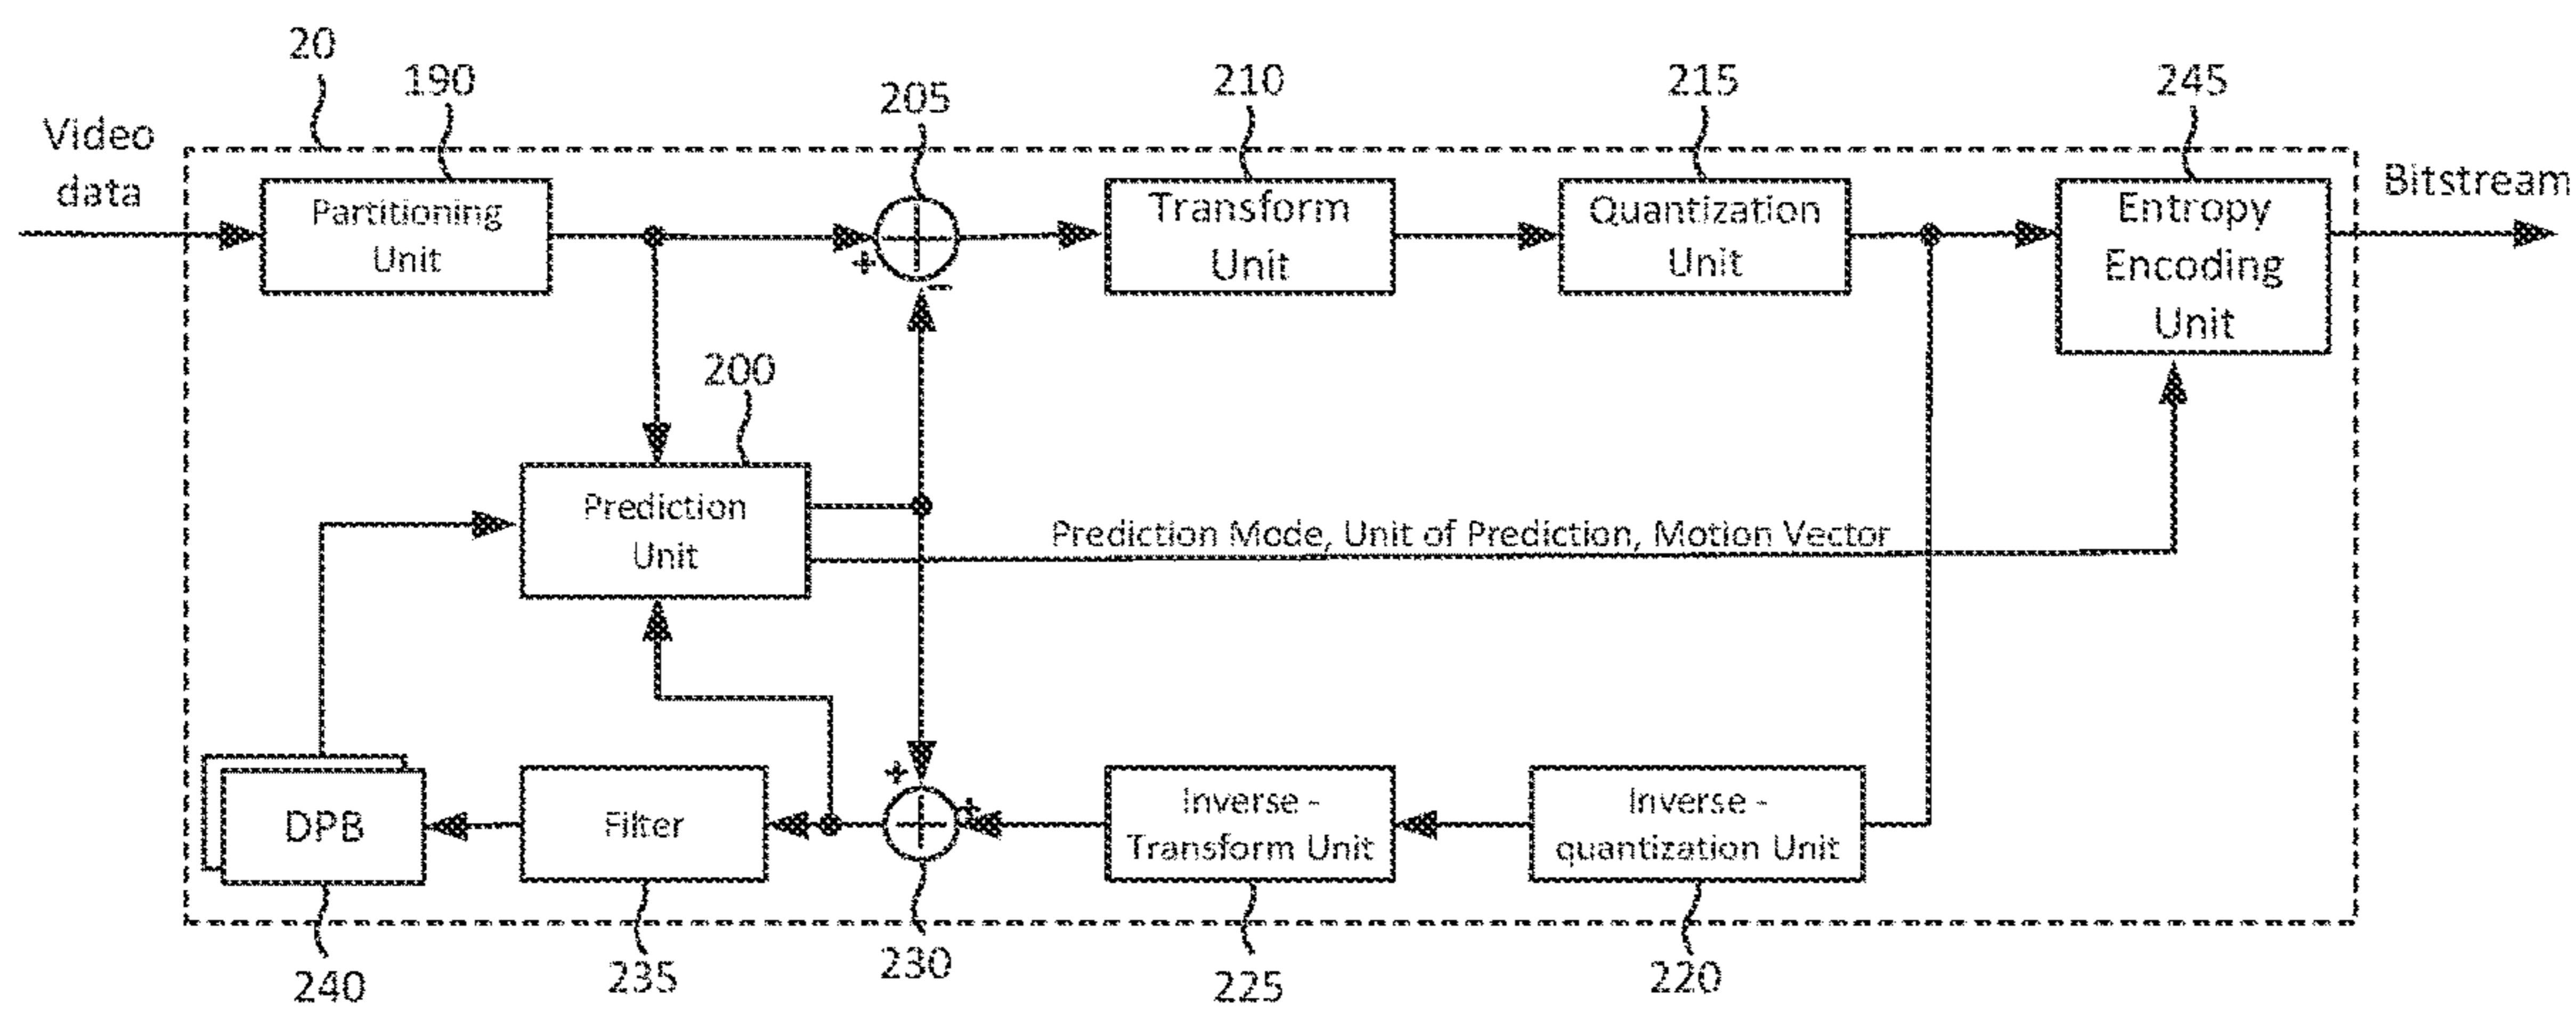 20
190
205
210
215
245
Video
data
Partitioning
Unit
+
-
Transform
Unit
Quantization
Unit
Entropy
Encoding
Unit
Bitstream
200
Prediction
Unit
Prediction Mode, Unit of Prediction, Motion Vector
DPB
Filter
+
+
Inverse -
Transform Unit
Inverse -
quantization Unit
240
235
230
225
220